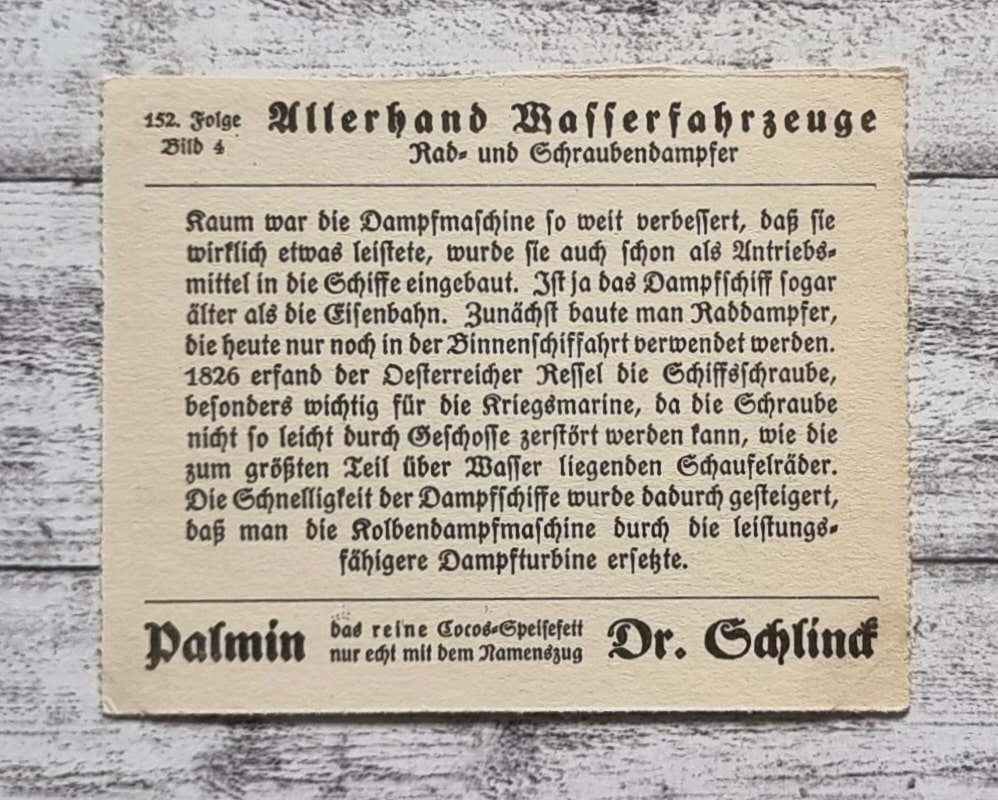 152. Folge
Bild 4
Allerhand Wasserfahrzeuge
Rad- und Schraubendampfer
Kaum war die Dampfmaschine so weit verbessert, daß sie
wirklich etwas leistete, wurde sie auch schon als Antriebs-
mittel in die Schiffe eingebaut. Ist ja das Dampfschiff sogar
älter als die Eisenbahn. Zunächst baute man Raddampfer,
die heute nur noch in der Binnenschiffahrt verwendet werden.
1826 erfand der Oesterreicher Ressel die Schiffsschraube,
besonders wichtig für die Kriegsmarine, da die Schraube
nicht so leicht durch Geschosse zerstört werden kann, wie die
zum größten Teil über Wasser liegenden Schaufelräder.
Die Schnelligkeit der Dampfschiffe wurde dadurch gesteigert,
daß man die Kolbendampfmaschine durch die leistungs-
fähigere Dampfturbine ersetzte.
Palmin
das reine Cocos-Speisefett
nur echt mit dem Namenszug
Dr. Schlinck